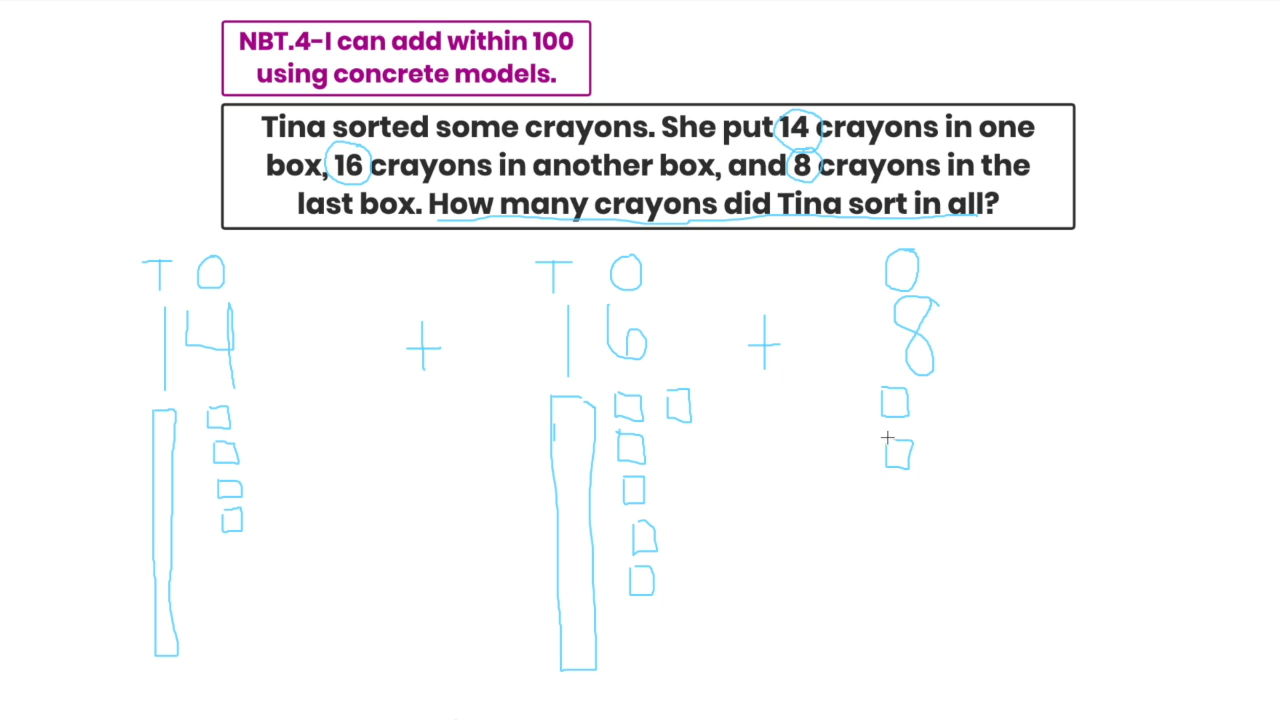 NBT.4-I can add within 100
using concrete models.
Tina sorted some crayons. She put 14 crayons in one
box, 16 crayons in another box, and 8 crayons in the
last box. How many crayons did Tina sort in all?
T O T O O
14 + 16 + 8